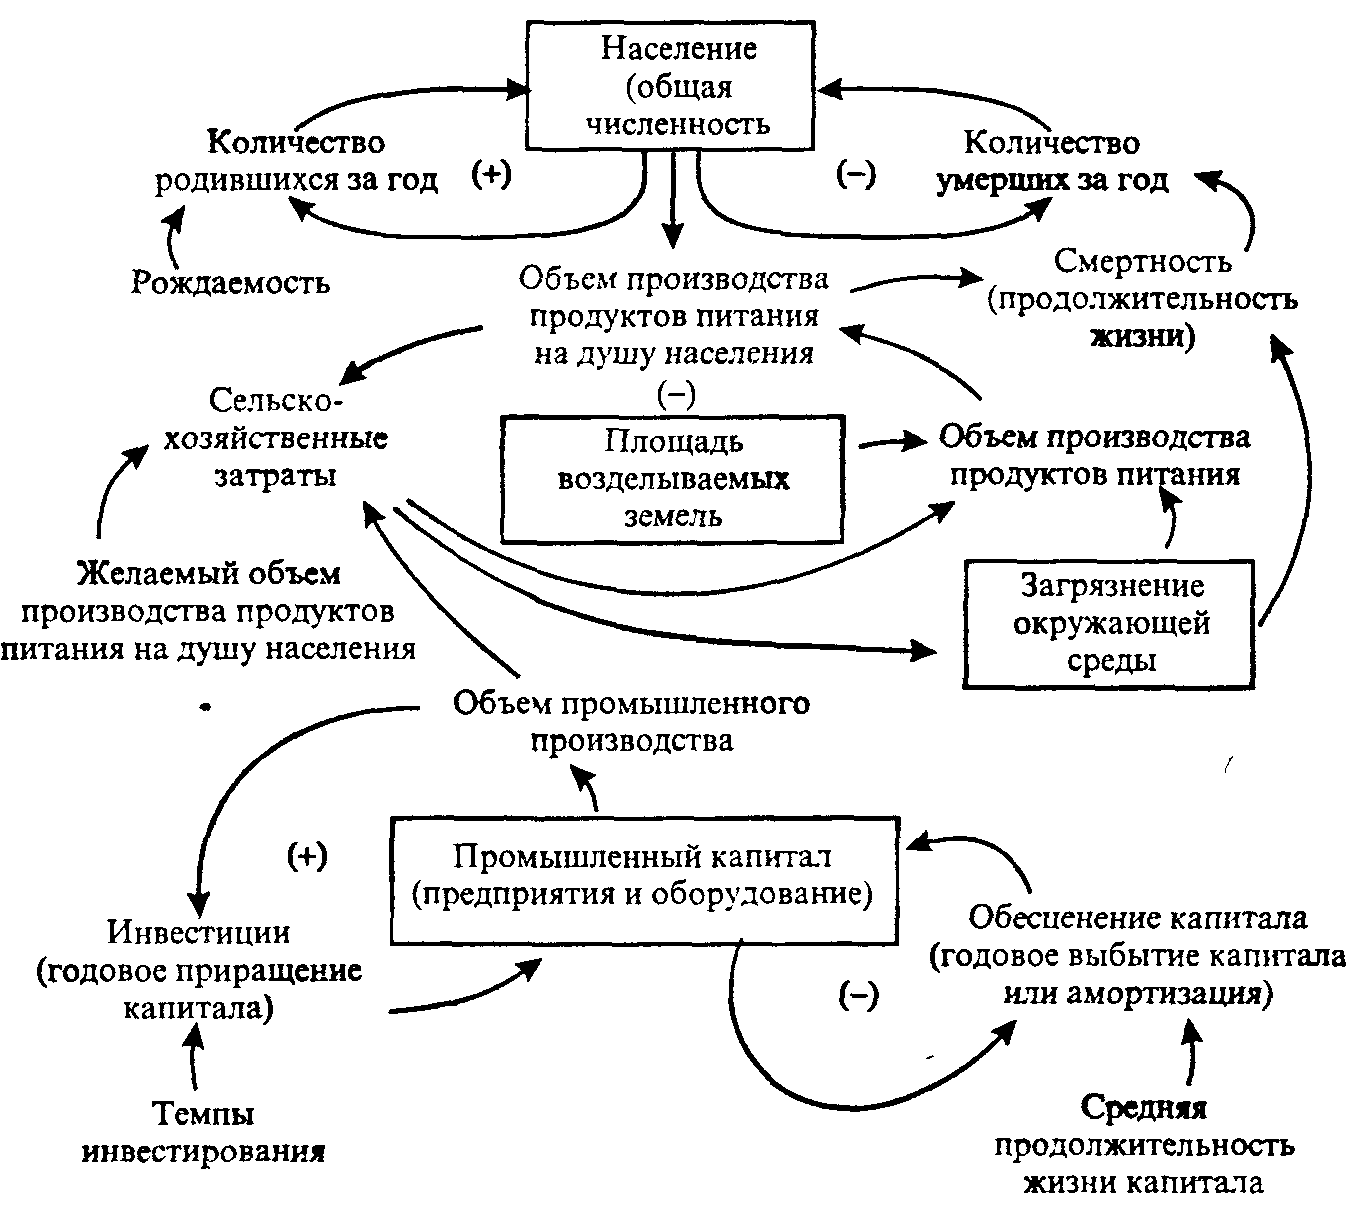 Население
(общая
численность
Количество
родившихся за год
(+)
(–)
Количество
умерших за год
Рождаемость
Объем производства
продуктов питания
на душу населения
(–)
Смертность
(продолжительность
жизни)
Сельско-
хозяйственные
затраты
Площадь
возделываемых
земель
Объем производства
продуктов питания
Желаемый объем
производства продуктов
питания на душу населения
Загрязнение
окружающей
среды
Объем промышленного
производства
(+)
Промышленный капитал
(предприятия и оборудование)
Инвестиции
(годовое приращение
капитала)
(–)
Обесценение капитала
(годовое выбытие капитала
или амортизация)
Темпы
инвестирования
Средняя
продолжительность
жизни капитала